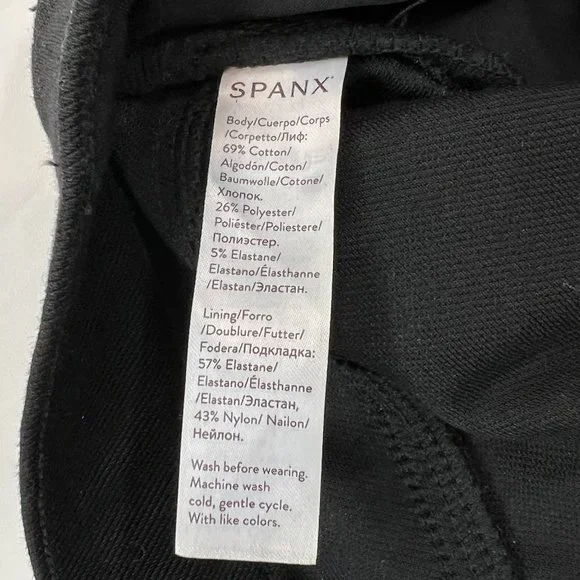 SPANX®
Body/Cuerpo/Corps
/Corpetto/Лиф:
69% Cotton/
Algodón/Coton/
Baumwolle/Cotone/
Хлопок.
26% Polyester/
Poliéster/Poliestere/
Полиэстер.
5% Elastane/
Elastano/Élasthanne
/Elastan/Эластан.
Lining/Forro
/Doublure/Futter/
Fodera/Подкладка:
57% Elastane/
Elastano/Élasthanne
/Elastan/Эластан,
43% Nylon/ Nailon/
Нейлон.
Wash before wearing.
Machine wash
cold, gentle cycle.
With like colors.